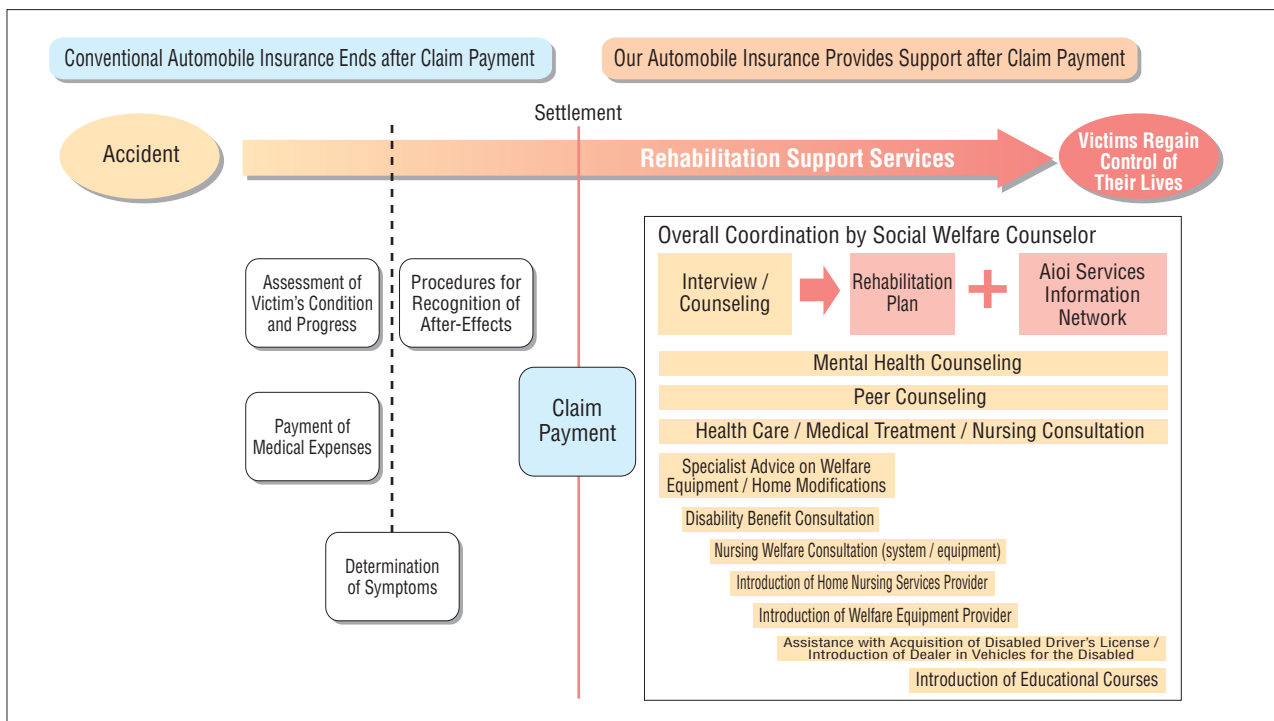 Conventional Automobile Insurance Ends after Claim Payment
Our Automobile Insurance Provides Support after Claim Payment
Settlement
Accident
Rehabilitation Support Services
Victims Regain
Control of
Their Lives
Assessment of
Victim's Condition
and Progress
Procedures for
Recognition of
After-Effects
Payment of
Medical Expenses
Determination
of Symptoms
Claim
Payment
Overall Coordination by Social Welfare Counselor
Interview /
Counseling
Rehabilitation
Plan
Aioi Services
Information
Network
Mental Health Counseling
Peer Counseling
Health Care / Medical Treatment / Nursing Consultation
Specialist Advice on Welfare
Equipment / Home Modifications
Disability Benefit Consultation
Nursing Welfare Consultation (system / equipment)
Introduction of Home Nursing Services Provider
Introduction of Welfare Equipment Provider
Assistance with Acquisition of Disabled Driver's License /
Introduction of Dealer in Vehicles for the Disabled
Introduction of Educational Courses